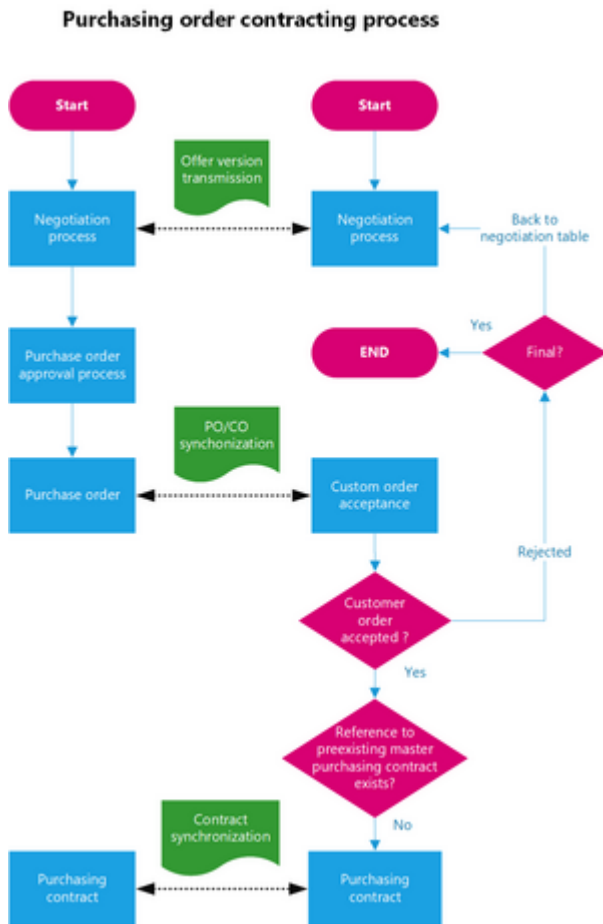 Purchasing order contracting process
Start
Start
Offer version
transmission
Negotiation
process
Negotiation
process
Back to
negotiation table
Purchase order
approval process
END
Yes
Final?
PO/CO
synchonization
Purchase order
Custom order
acceptance
Rejected
Customer
order
accepted ?
Yes
Reference to
preexisting master
purchasing contract
exists?
No
Contract
synchronization
Purchasing
contract
Purchasing
contract